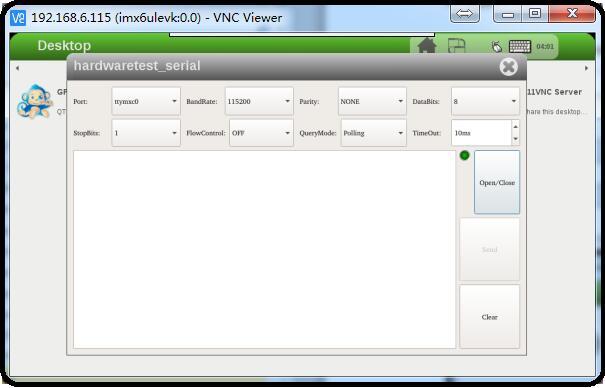 192.168.6.115 (imx6ulevk:0.0) - VNC Viewer
Desktop
04:01
hardwaretest_serial
Port: ttymxc0 BandRate: 115200 Parity: NONE DataBits: 8
StopBits: 1 FlowControl: OFF QueryMode: Polling TimeOut: 10ms
GP
QT
11VNC Server
hare this desktop...
Open/Close
Send
Clear